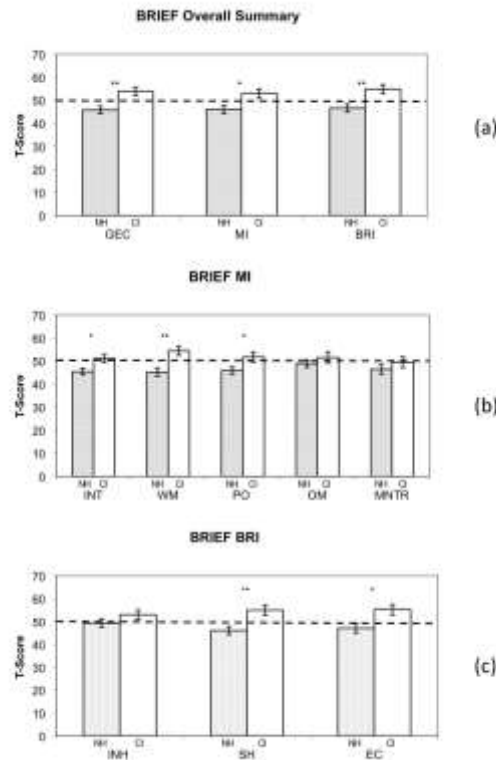 BRIEF Overall Summary
70
60
50
40
30
20
10
0
T-Score
** * **
NH CI NH CI NH CI
GEC MI BRI
(a)
BRIEF MI
70
60
50
40
30
20
10
0
T-Score
* ** *
NH CI NH CI NH CI NH CI NH CI
INT WM PO OM MNTR
(b)
BRIEF BRI
70
60
50
40
30
20
10
0
T-Score
** *
NH CI NH CI NH CI
INH SH EC
(c)